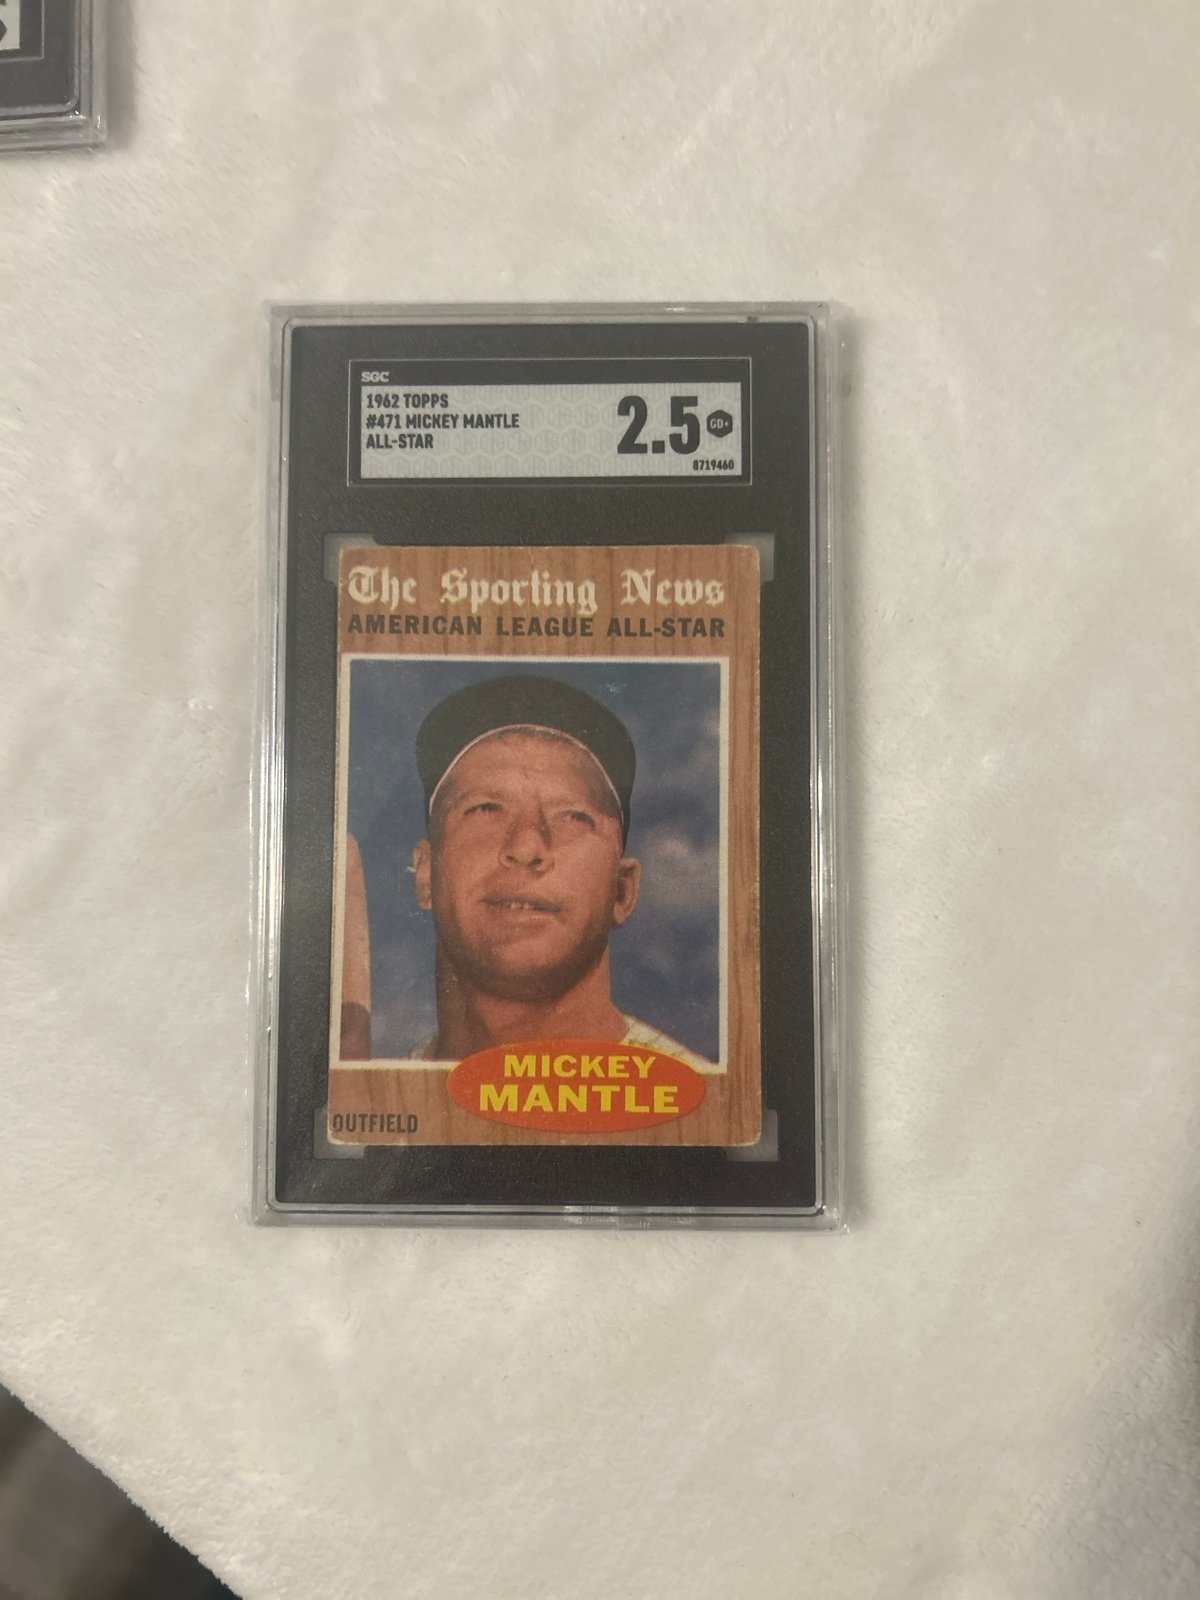 SGC
1962 TOPPS
#471 MICKEY MANTLE
ALL-STAR
2.5 GD+
8719460
The Sporting News
AMERICAN LEAGUE ALL-STAR
MICKEY
MANTLE
OUTFIELD